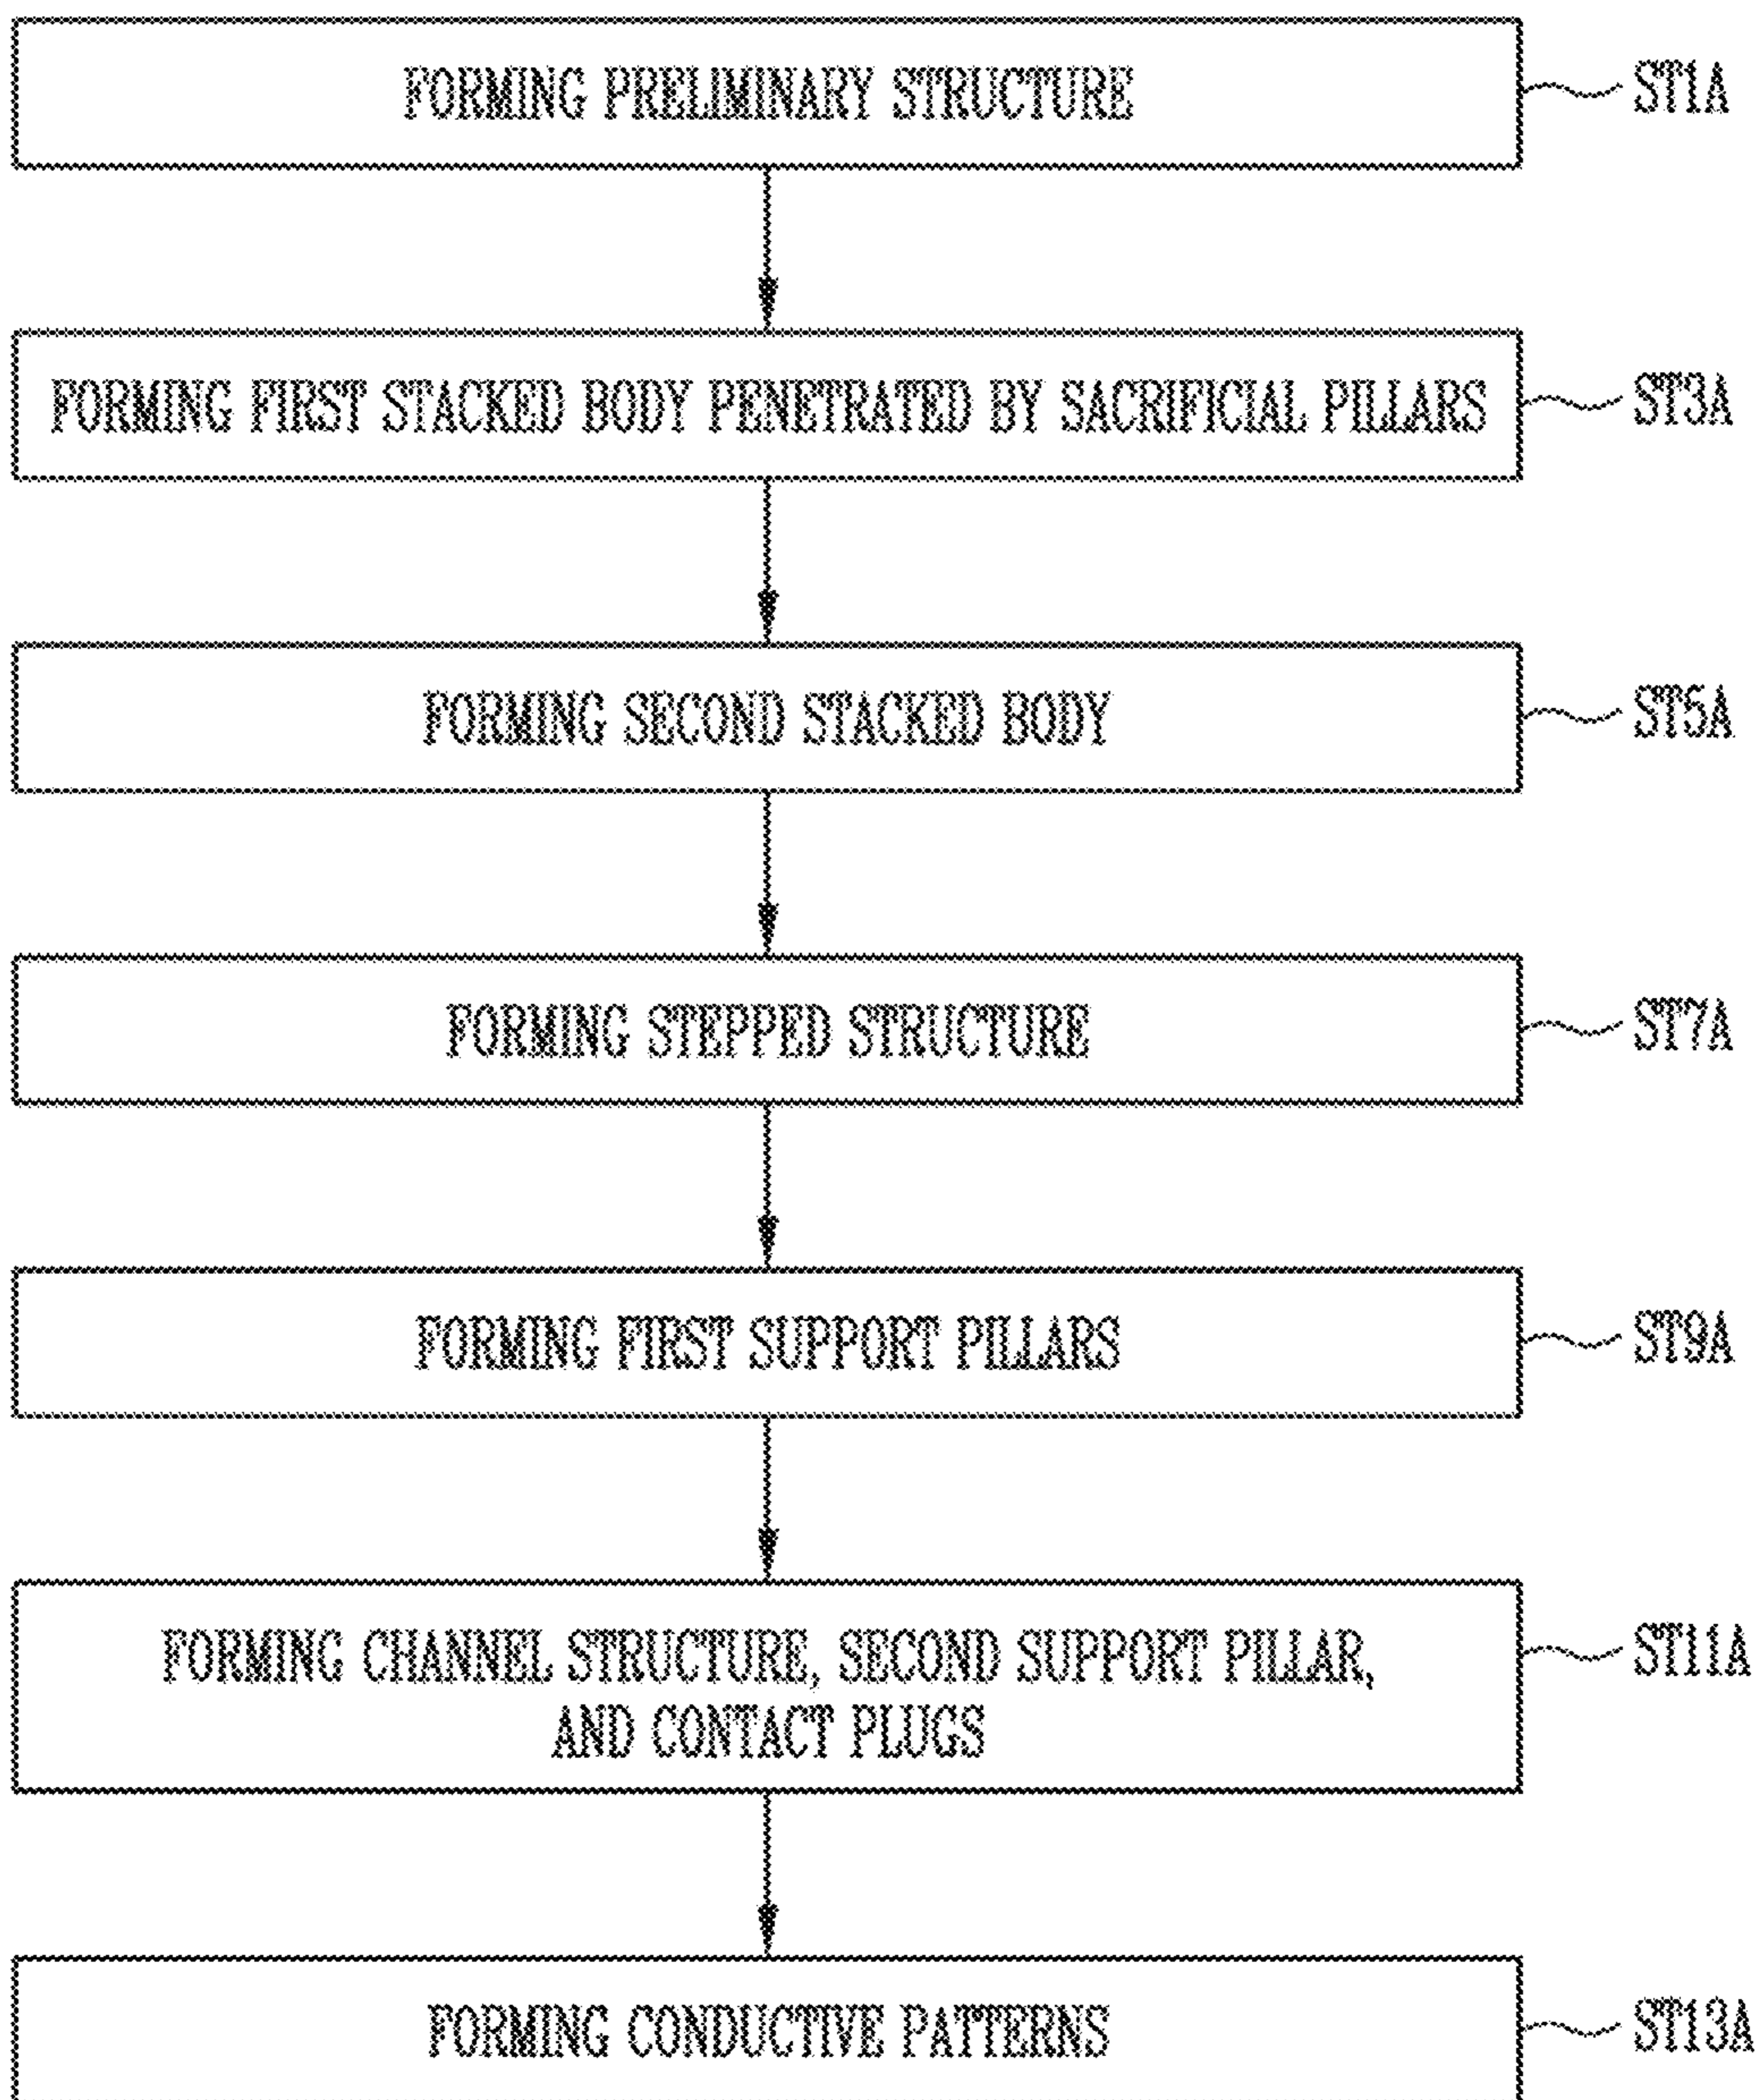 FORMING PRELIMINARY STRUCTURE
ST1A
FORMING FIRST STACKED BODY PENETRATED BY SACRIFICIAL PILLARS
ST3A
FORMING SECOND STACKED BODY
ST5A
FORMING STEPPED STRUCTURE
ST7A
FORMING FIRST SUPPORT PILLARS
ST9A
FORMING CHANNEL STRUCTURE, SECOND SUPPORT PILLAR,
AND CONTACT PLUGS
ST11A
FORMING CONDUCTIVE PATTERNS
ST13A